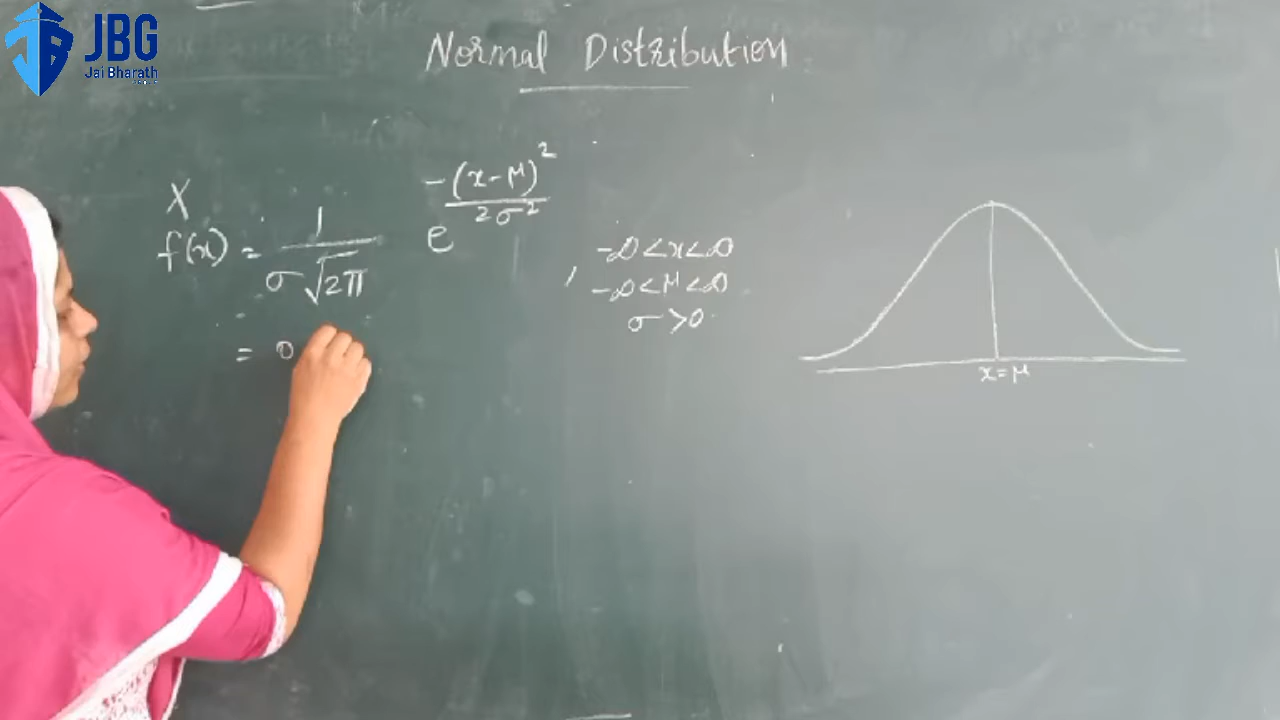 JBG
Jai Bharath
Normal Distribution
X
f(x) = 1/(σ√2π) e^(-(x-μ)²/2σ²) , -∞<x<∞
-∞<μ<∞
σ>0
= 0
x=μ